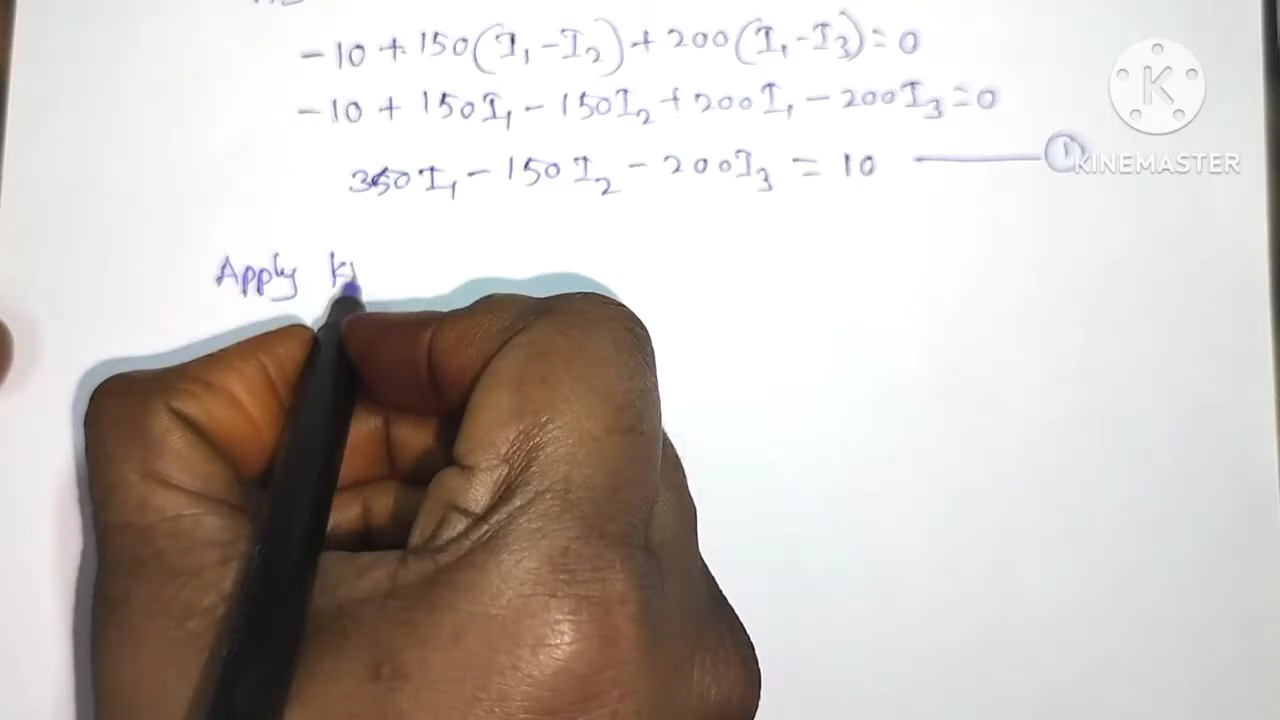 -10 + 150(I₁ - I₂) + 200(I₁ - I₃) = 0
-10 + 150I₁ - 150I₂ + 200I₁ - 200I₃ = 0
350I₁ - 150I₂ - 200I₃ = 10 ——— ①
KINEMASTER
Apply